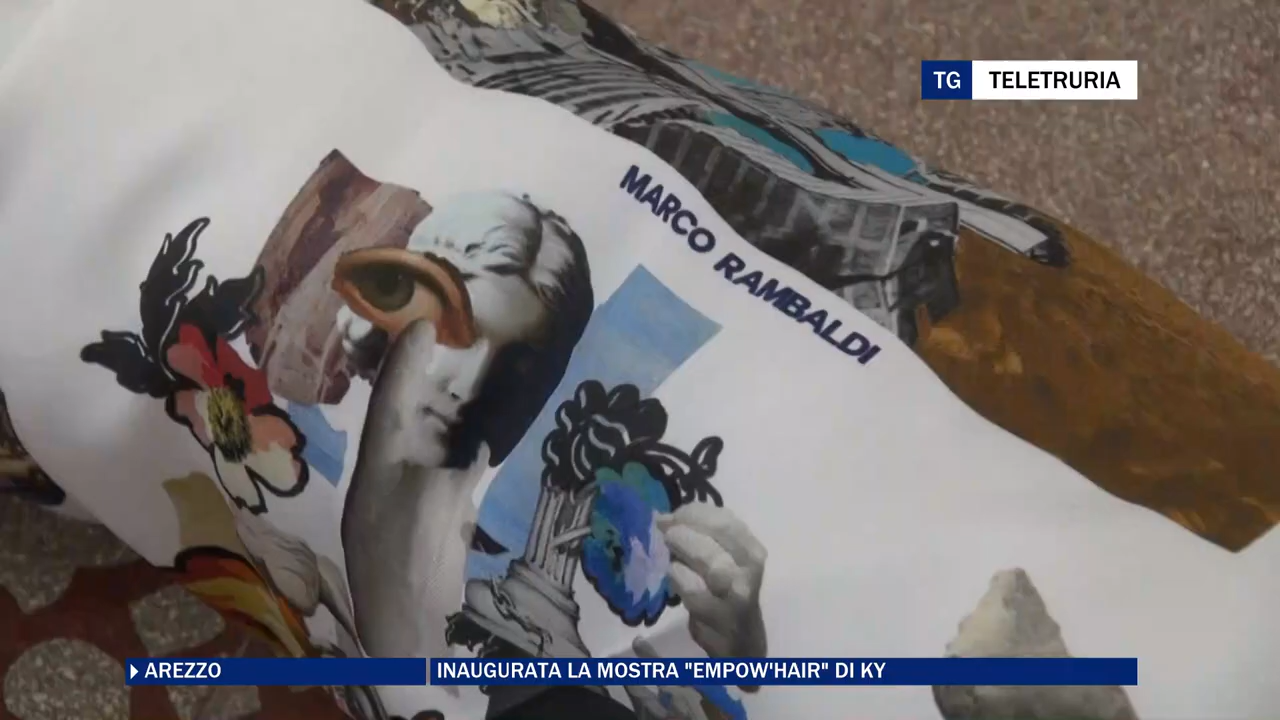 TG TELETRURIA
MARCO RAMBALDI
AREZZO
INAUGURATA LA MOSTRA "EMPOW'HAIR" DI KY